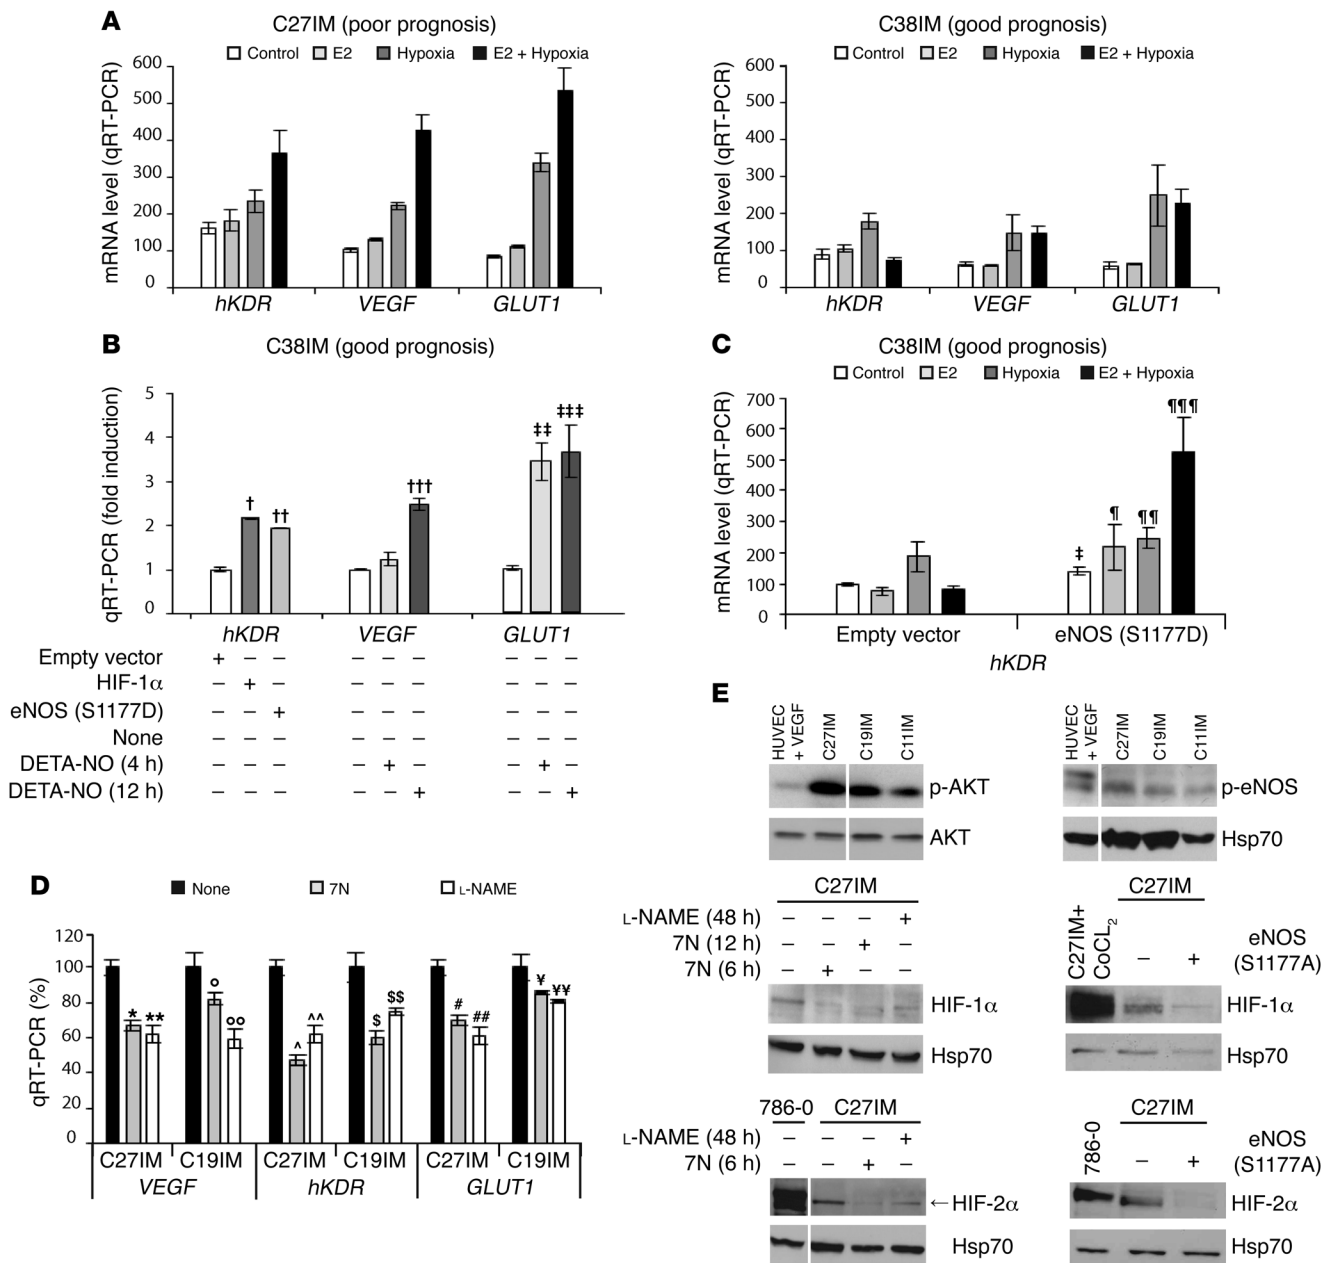 A
C27IM (poor prognosis)
Control E2 Hypoxia E2 + Hypoxia
mRNA level (qRT-PCR)
600
500
400
300
200
100
0
hKDR VEGF GLUT1
C38IM (good prognosis)
Control E2 Hypoxia E2 + Hypoxia
mRNA level (qRT-PCR)
600
500
400
300
200
100
0
hKDR VEGF GLUT1
B
C38IM (good prognosis)
qRT-PCR (fold induction)
5
4
3
2
1
0
† †† ††† ‡‡ ‡‡‡
hKDR VEGF GLUT1
Empty vector + – – – – – – – –
HIF-1α – + – – – – – – –
eNOS (S1177D) – – + – – – – – –
None – – – – – – – – –
DETA-NO (4 h) – – – – + – – + –
DETA-NO (12 h) – – – – – + – – +
C
C38IM (good prognosis)
Control E2 Hypoxia E2 + Hypoxia
mRNA level (qRT-PCR)
700
600
500
400
300
200
100
0
‡ ¶ ¶¶ ¶¶¶
Empty vector eNOS (S1177D)
hKDR
D
None 7N L-NAME
qRT-PCR (%)
120
100
80
60
40
20
0
* ** o oo ^ ^^ $ $$ # ## ¥ ¥¥
C27IM C19IM C27IM C19IM C27IM C19IM
VEGF hKDR GLUT1
E
HUVEC + VEGF C27IM C19IM C11IM
p-AKT
AKT
HUVEC + VEGF C27IM C19IM C11IM
p-eNOS
Hsp70
C27IM
L-NAME (48 h) – – – +
7N (12 h) – – + –
7N (6 h) – + – –
HIF-1α
Hsp70
C27IM+ CoCL2
C27IM
– +
eNOS
(S1177A)
HIF-1α
Hsp70
786-0 C27IM
L-NAME (48 h) – – – +
7N (6 h) – – + –
←HIF-2α
Hsp70
786-0
C27IM
– +
eNOS
(S1177A)
HIF-2α
Hsp70